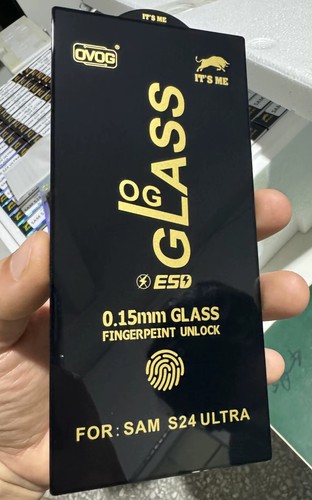 IT'S ME
OVOG
IT'S ME
OG
GLASS
ESD
0.15mm GLASS
FINGERPEINT UNLOCK
FOR: SAM S24 ULTRA